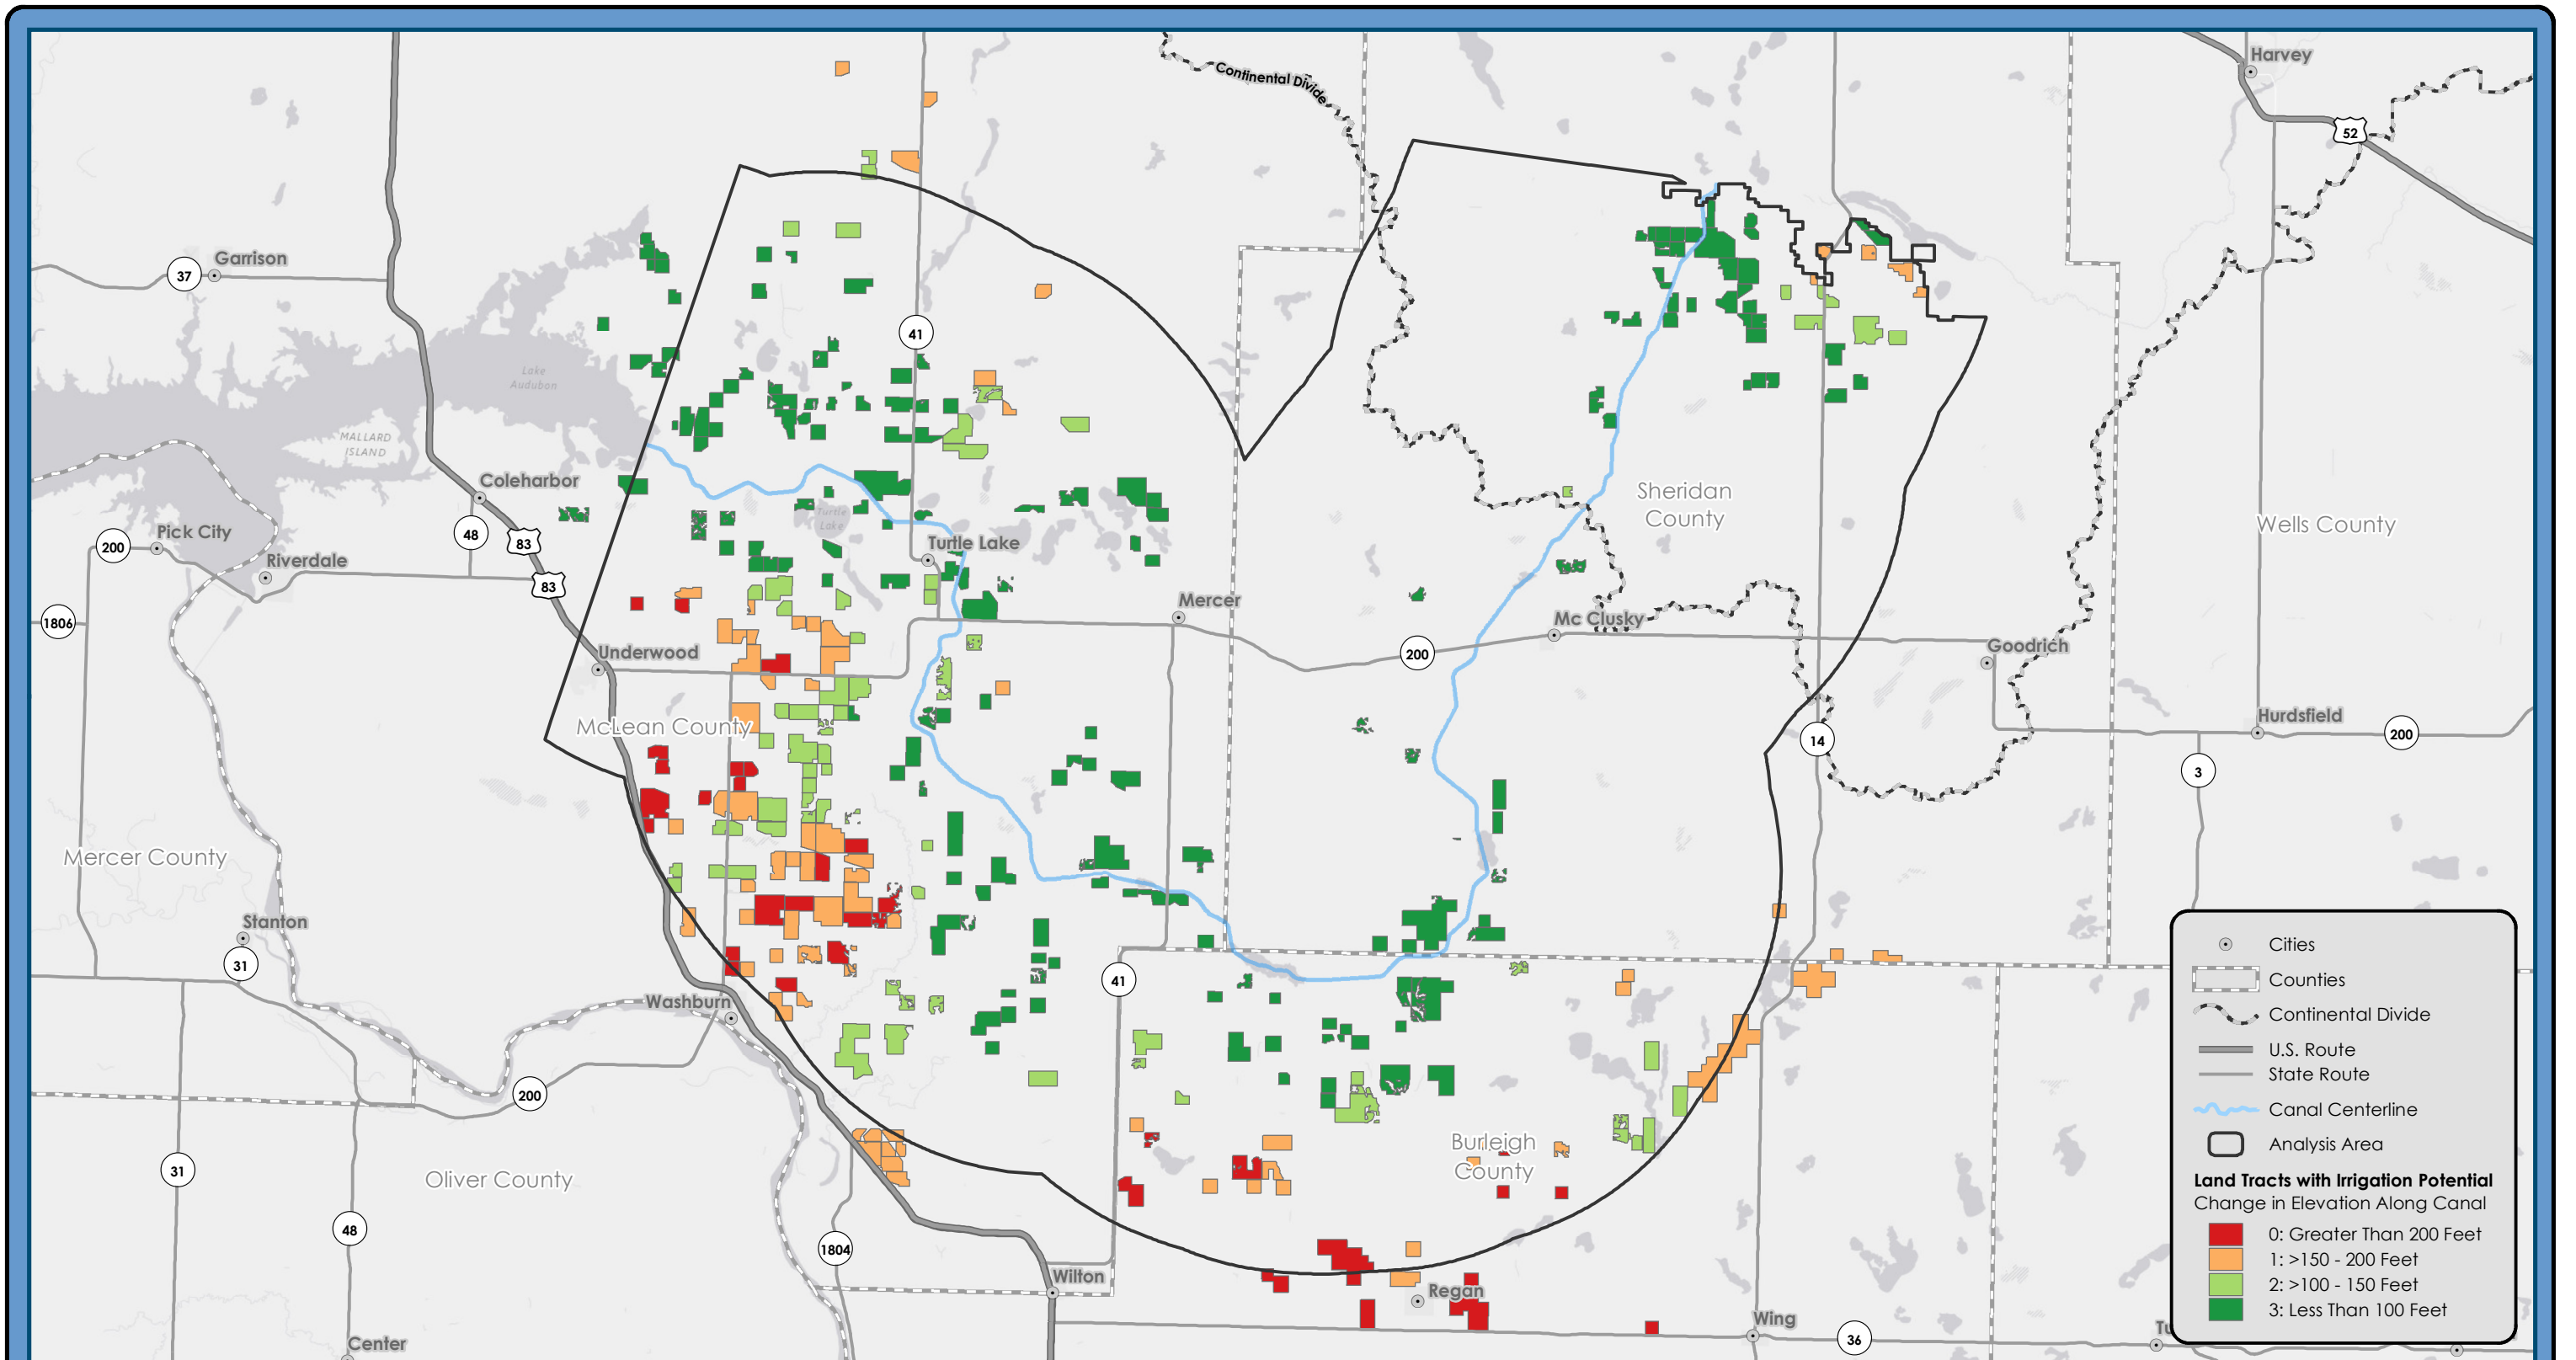 Harvey
Continental Divide
52
Garrison
37
41
Lake
Audubon
MALLARD
ISLAND
Coleharbor
Sheridan
County
Turtle
Lake
Wells County
Pick City
200
48
83
Turtle Lake
Riverdale
83
Mercer
1806
Mc Clusky
Underwood
200
Goodrich
McLean County
Hurdsfield
14
200
3
Mercer County
Stanton
31
41
Washburn
200
Burleigh
County
31
Oliver County
48
1804
Wilton
Regan
Wing
36
Tu
Center
Cities
Counties
Continental Divide
U.S. Route
State Route
Canal Centerline
Analysis Area
Land Tracts with Irrigation Potential
Change in Elevation Along Canal
0: Greater Than 200 Feet
1: >150 - 200 Feet
2: >100 - 150 Feet
3: Less Than 100 Feet